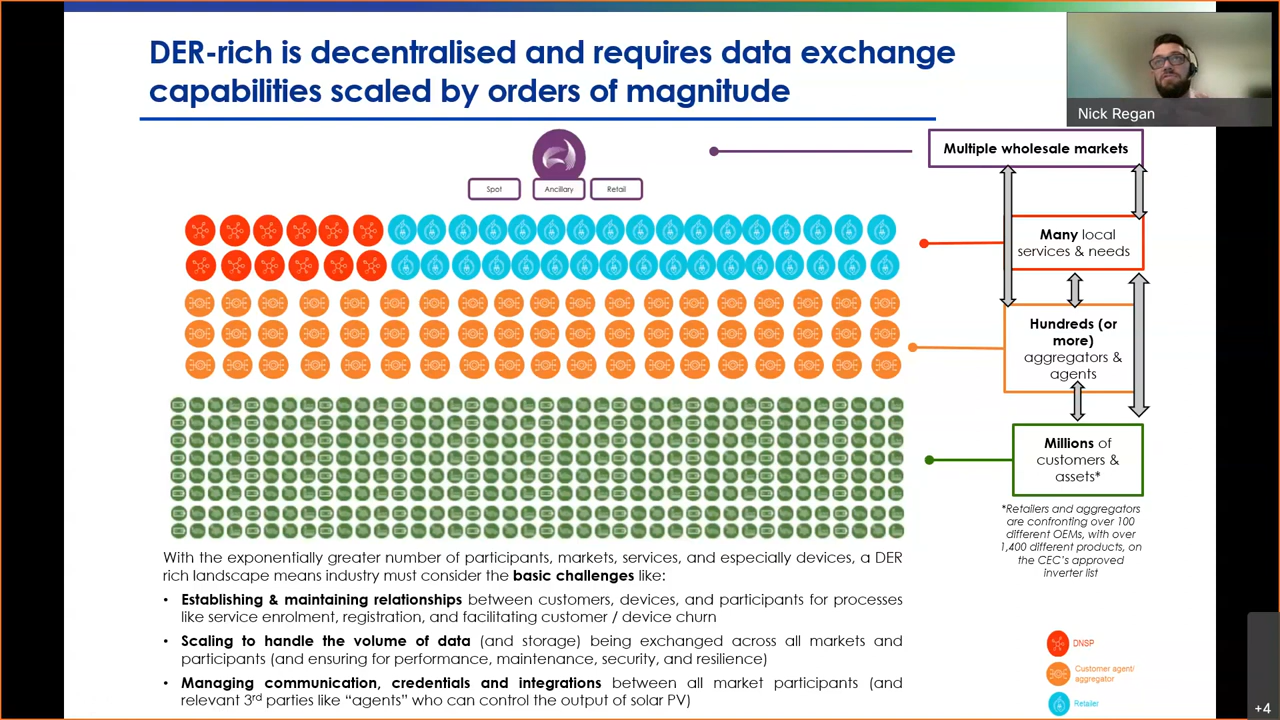 DER-rich is decentralised and requires data exchange
capabilities scaled by orders of magnitude
Nick Regan
Spot
Ancillary
Retail
Multiple wholesale markets
Many local
services & needs
Hundreds (or
more)
aggregators &
agents
Millions of
customers &
assets*
*Retailers and aggregators
are confronting over 100
different OEMs, with over
1,400 different products, on
the CEC's approved
inverter list
With the exponentially greater number of participants, markets, services, and especially devices, a DER
rich landscape means industry must consider the basic challenges like:
• Establishing & maintaining relationships between customers, devices, and participants for processes
like service enrolment, registration, and facilitating customer / device churn
• Scaling to handle the volume of data (and storage) being exchanged across all markets and
participants (and ensuring for performance, maintenance, security, and resilience)
• Managing communication, credentials and integrations between all market participants (and
relevant 3rd parties like “agents” who can control the output of solar PV)
DNSP
Customer agent/
aggregator
Retailer
+4